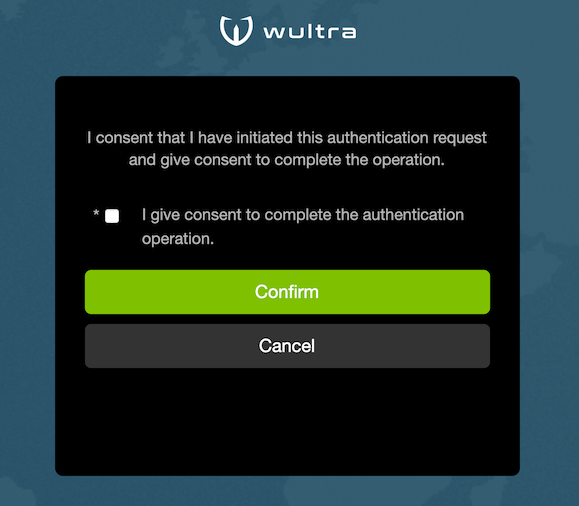 wultra
I consent that I have initiated this authentication request
and give consent to complete the operation.
* I give consent to complete the authentication
operation.
Confirm
Cancel